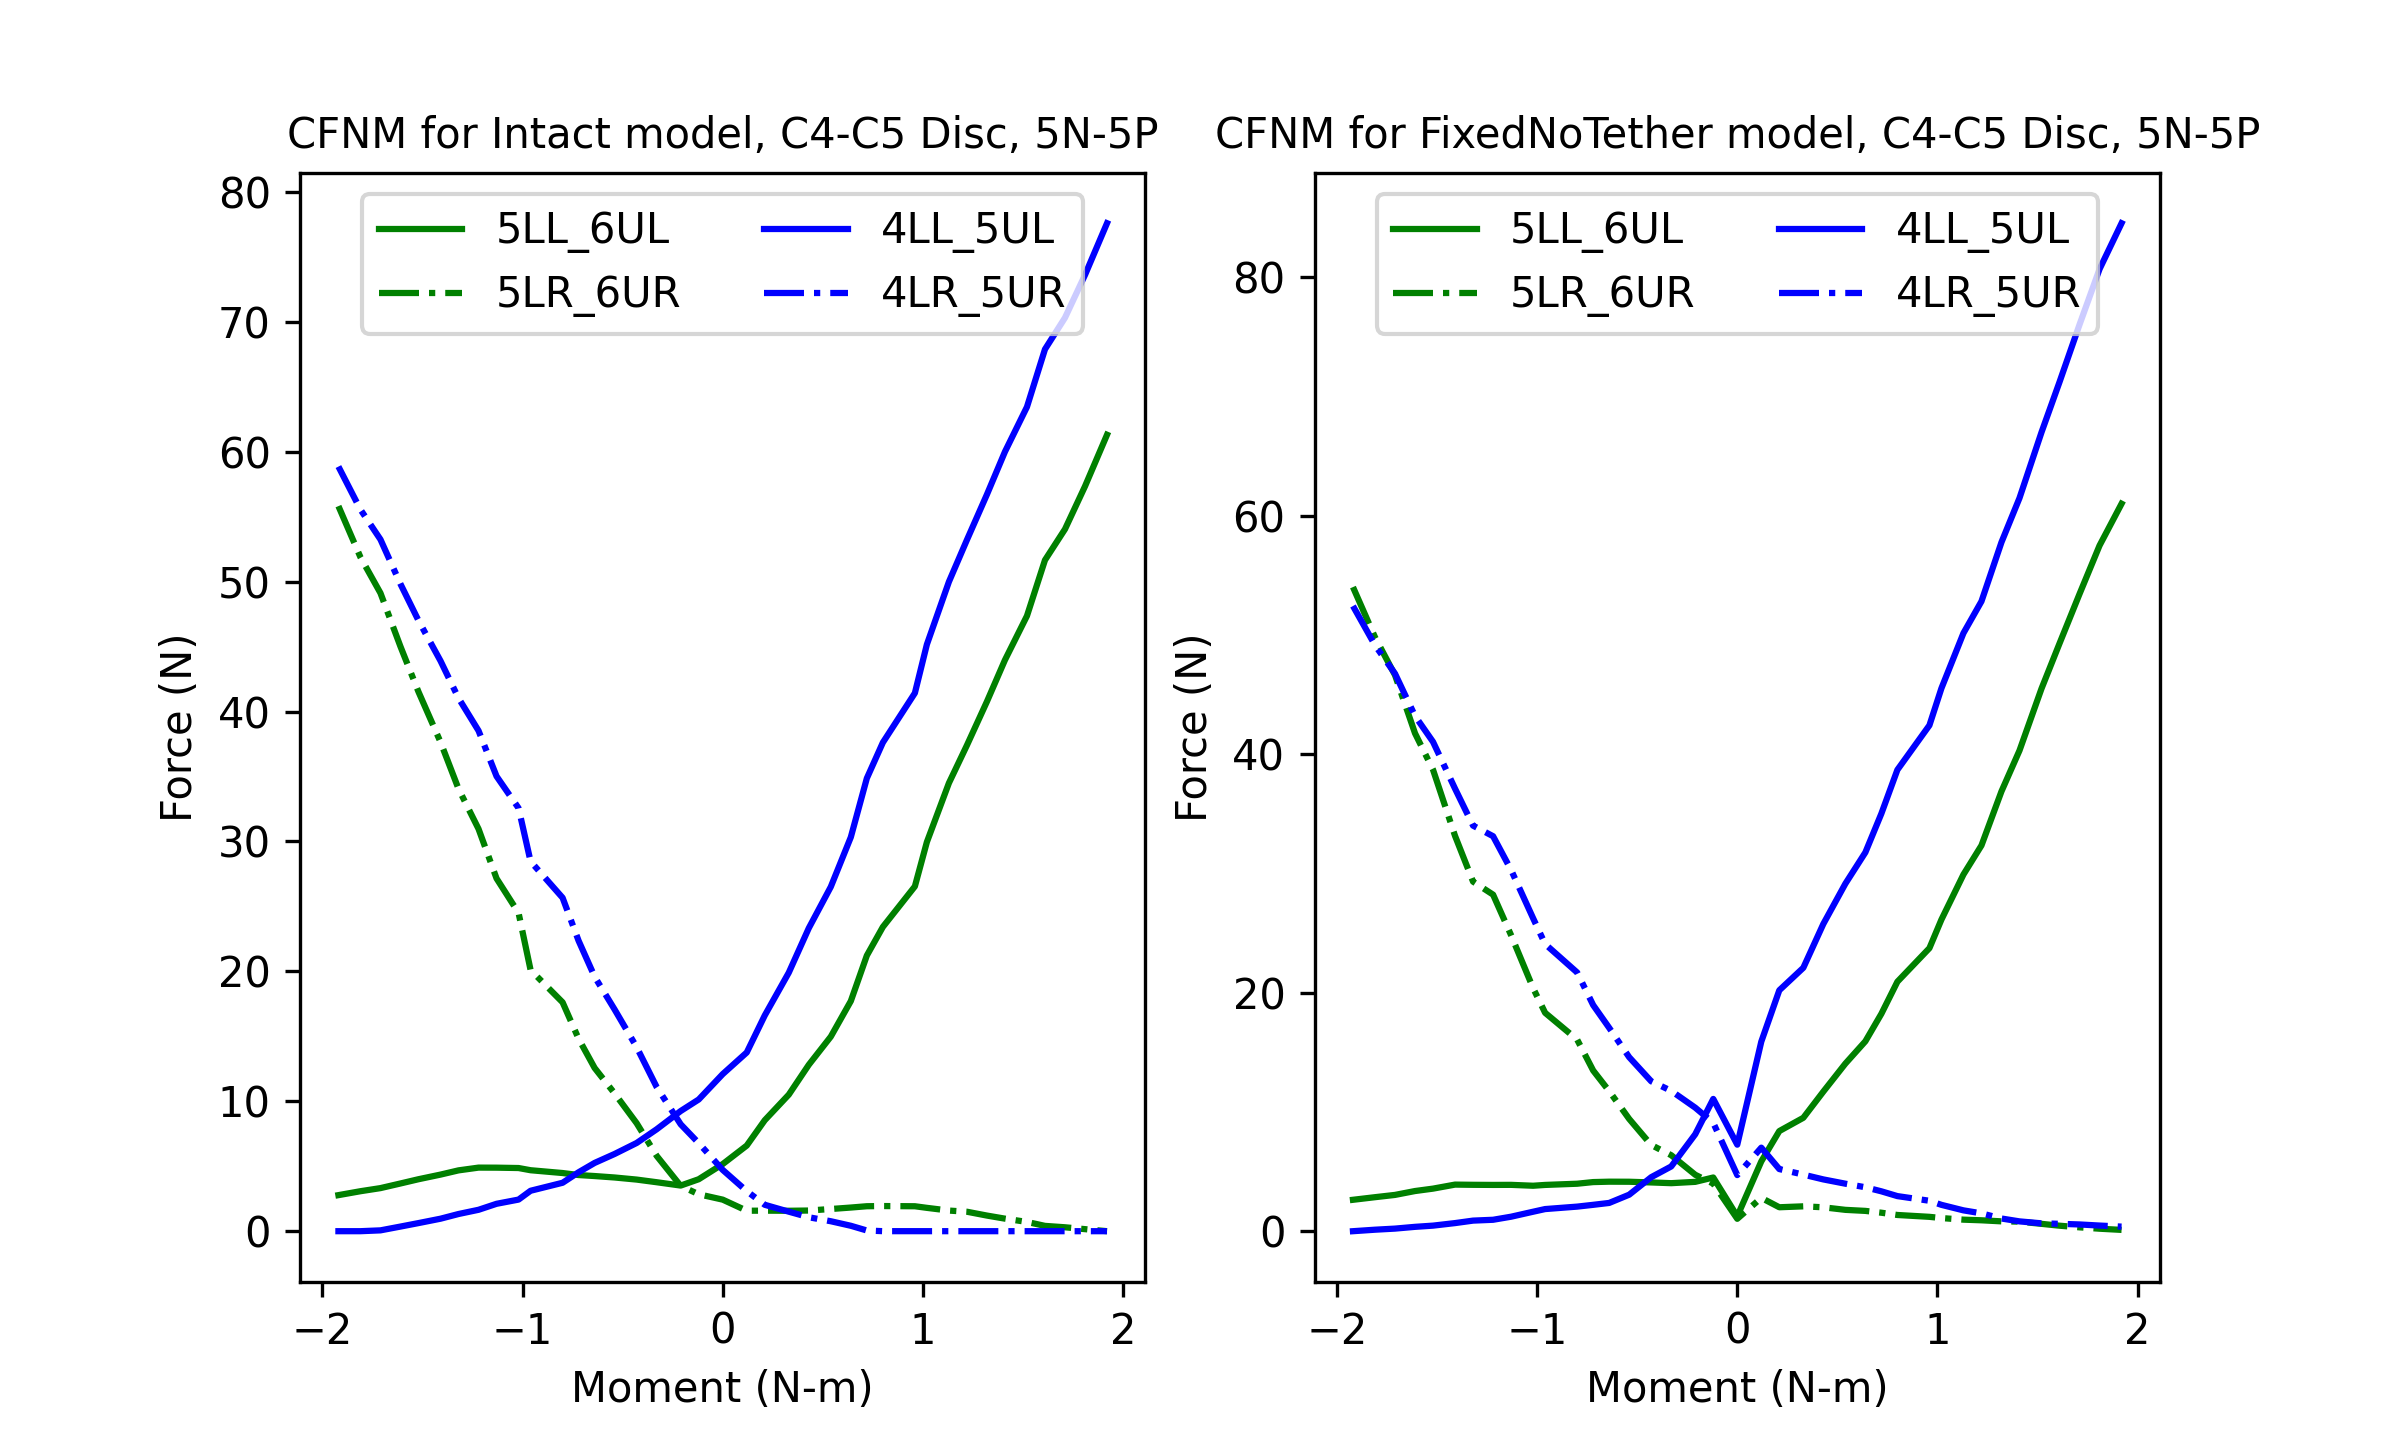 CFNM for Intact model, C4-C5 Disc, 5N-5P
5LL_6UL
5LR_6UR
4LL_5UL
4LR_5UR
80
70
60
50
40
30
20
10
0
Force (N)
−2
−1
0
1
2
Moment (N-m)
CFNM for FixedNoTether model, C4-C5 Disc, 5N-5P
5LL_6UL
5LR_6UR
4LL_5UL
4LR_5UR
80
60
40
20
0
Force (N)
−2
−1
0
1
2
Moment (N-m)